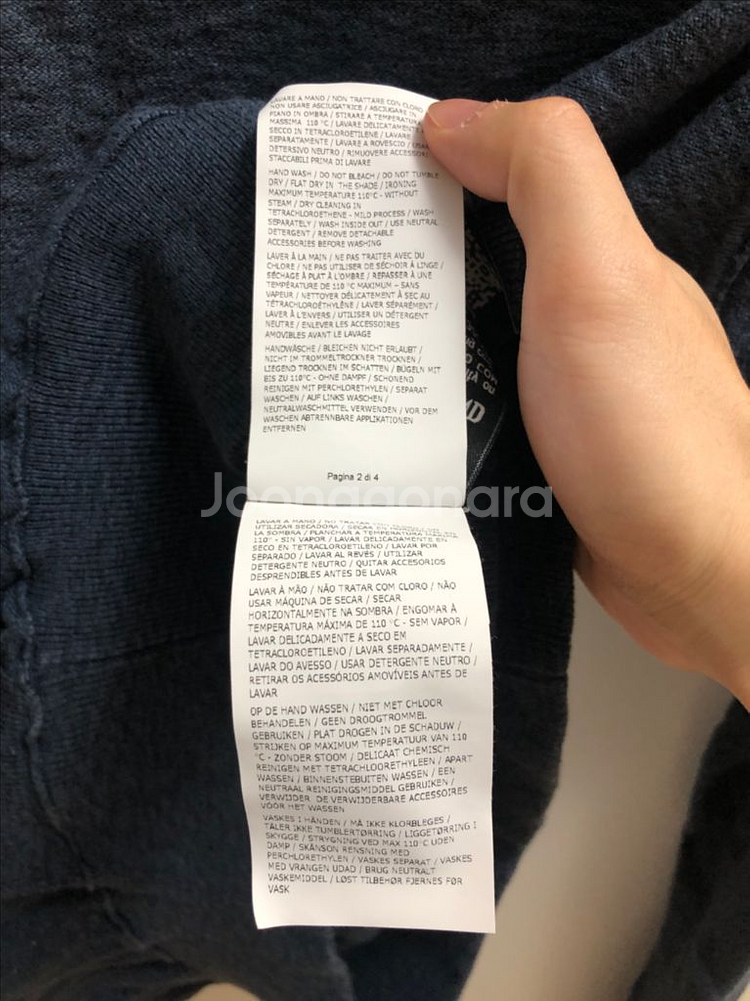 LAVARE A MANO / NON TRATTARE CON CLORO
NON USARE ASCIUGATRICE / ASCIUGARE IN
PIANO IN OMBRA / STIRARE A TEMPERATURA
MASSIMA 110 °C / LAVARE DELICATAMENTE
SECCO IN TETRACLOROETILENE / LAVARE
SEPARATAMENTE / LAVARE A ROVESCIO / USAR
DETERSIVO NEUTRO / RIMUOVERE ACCESSORI
STACCABILI PRIMA DI LAVARE
HAND WASH / DO NOT BLEACH / DO NOT TUMBLE
DRY / FLAT DRY IN THE SHADE / IRONING
MAXIMUM TEMPERATURE 110°C - WITHOUT
STEAM / DRY CLEANING IN
TETRACHLOROETHENE - MILD PROCESS / WASH
SEPARATELY / WASH INSIDE OUT / USE NEUTRAL
DETERGENT / REMOVE DETACHABLE
ACCESSORIES BEFORE WASHING
LAVER À LA MAIN / NE PAS TRAITER AVEC DU
CHLORE / NE PAS UTILISER DE SÉCHOIR À LINGE /
SÉCHAGE À PLAT À L'OMBRE / REPASSER À UNE
TEMPÉRATURE DE 110 °C MAXIMUM – SANS
VAPEUR / NETTOYER DÉLICATEMENT À SEC AU
TÉTRACHLOROÉTHYLÈNE / LAVER SÉPARÉMENT /
LAVER À L'ENVERS / UTILISER UN DÉTERGENT
NEUTRE / ENLEVER LES ACCESSOIRES
AMOVIBLES AVANT LE LAVAGE
HANDWÄSCHE / BLEICHEN NICHT ERLAUBT /
NICHT IM TROMMELTROCKNER TROCKNEN /
LIEGEND TROCKNEN IM SCHATTEN / BÜGELN MIT
BIS ZU 110°C - OHNE DAMPF / SCHONEND
REINIGEN MIT PERCHLORETHYLEN / SEPARAT
WASCHEN / AUF LINKS WASCHEN /
NEUTRALWASCHMITTEL VERWENDEN / VOR DEM
WASCHEN ABTRENNBARE APPLIKATIONEN
ENTFERNEN
Pagina 2 di 4
Joonggonara
LAVAR A MANO / NO TRATAR
UTILIZAR SECADORA / SECAR EN
LA SOMBRA / PLANCHAR A TEMPERATURA
110° - SIN VAPOR / LAVAR DELICADAMENTE EN
SECO EN TETRACLOROETILENO / LAVAR POR
SEPARADO / LAVAR AL REVÉS / UTILIZAR
DETERGENTE NEUTRO / QUITAR ACCESORIOS
DESPRENDIBLES ANTES DE LAVAR
LAVAR À MÃO / NÃO TRATAR COM CLORO / NÃO
USAR MÁQUINA DE SECAR / SECAR
HORIZONTALMENTE NA SOMBRA / ENGOMAR À
TEMPERATURA MÁXIMA DE 110 °C - SEM VAPOR /
LAVAR DELICADAMENTE A SECO EM
TETRACLOROETILENO / LAVAR SEPARADAMENTE /
LAVAR DO AVESSO / USAR DETERGENTE NEUTRO /
RETIRAR OS ACESSÓRIOS AMOVÍVEIS ANTES DE
LAVAR
OP DE HAND WASSEN / NIET MET CHLOOR
BEHANDELEN / GEEN DROOGTROMMEL
GEBRUIKEN / PLAT DROGEN IN DE SCHADUW /
STRIJKEN OP MAXIMUM TEMPERATUUR VAN 110
°C - ZONDER STOOM / DELICAAT CHEMISCH
REINIGEN MET TETRACHLOORETHYLEEN / APART
WASSEN / BINNENSTEBUITEN WASSEN / EEN
NEUTRAAL REINIGINGSMIDDEL GEBRUIKEN /
VERWIJDER DE VERWIJDERBARE ACCESSOIRES
VOOR HET WASSEN
VASKES I HÅNDEN / MÅ IKKE KLORBLEGES /
TÅLER IKKE TUMBLERTØRRING / LIGGETØRRING I
SKYGGE / STRYGNING VED MAX 110°C UDEN
DAMP / SKÅNSOM RENSNING MED
PERCHLORETHYLEN / VASKES SEPARAT / VASKES
MED VRANGEN UDAD / BRUG NEUTRALT
VASKEMIDDEL / LØST TILBEHØR FJERNES FØR
VASK